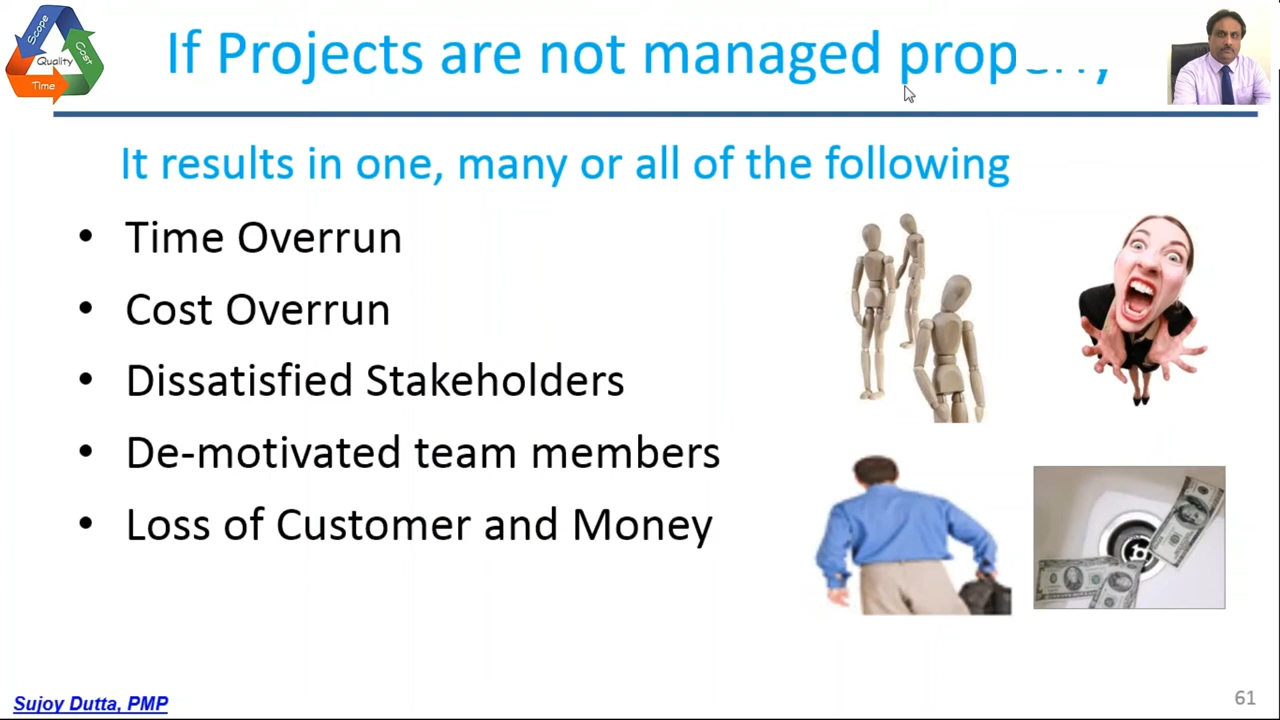 Scope
Cost
Quality
Time
If Projects are not managed
It results in one, many or all of the following
• Time Overrun
• Cost Overrun
• Dissatisfied Stakeholders
• De-motivated team members
• Loss of Customer and Money
Sujoy Dutta, PMP
61